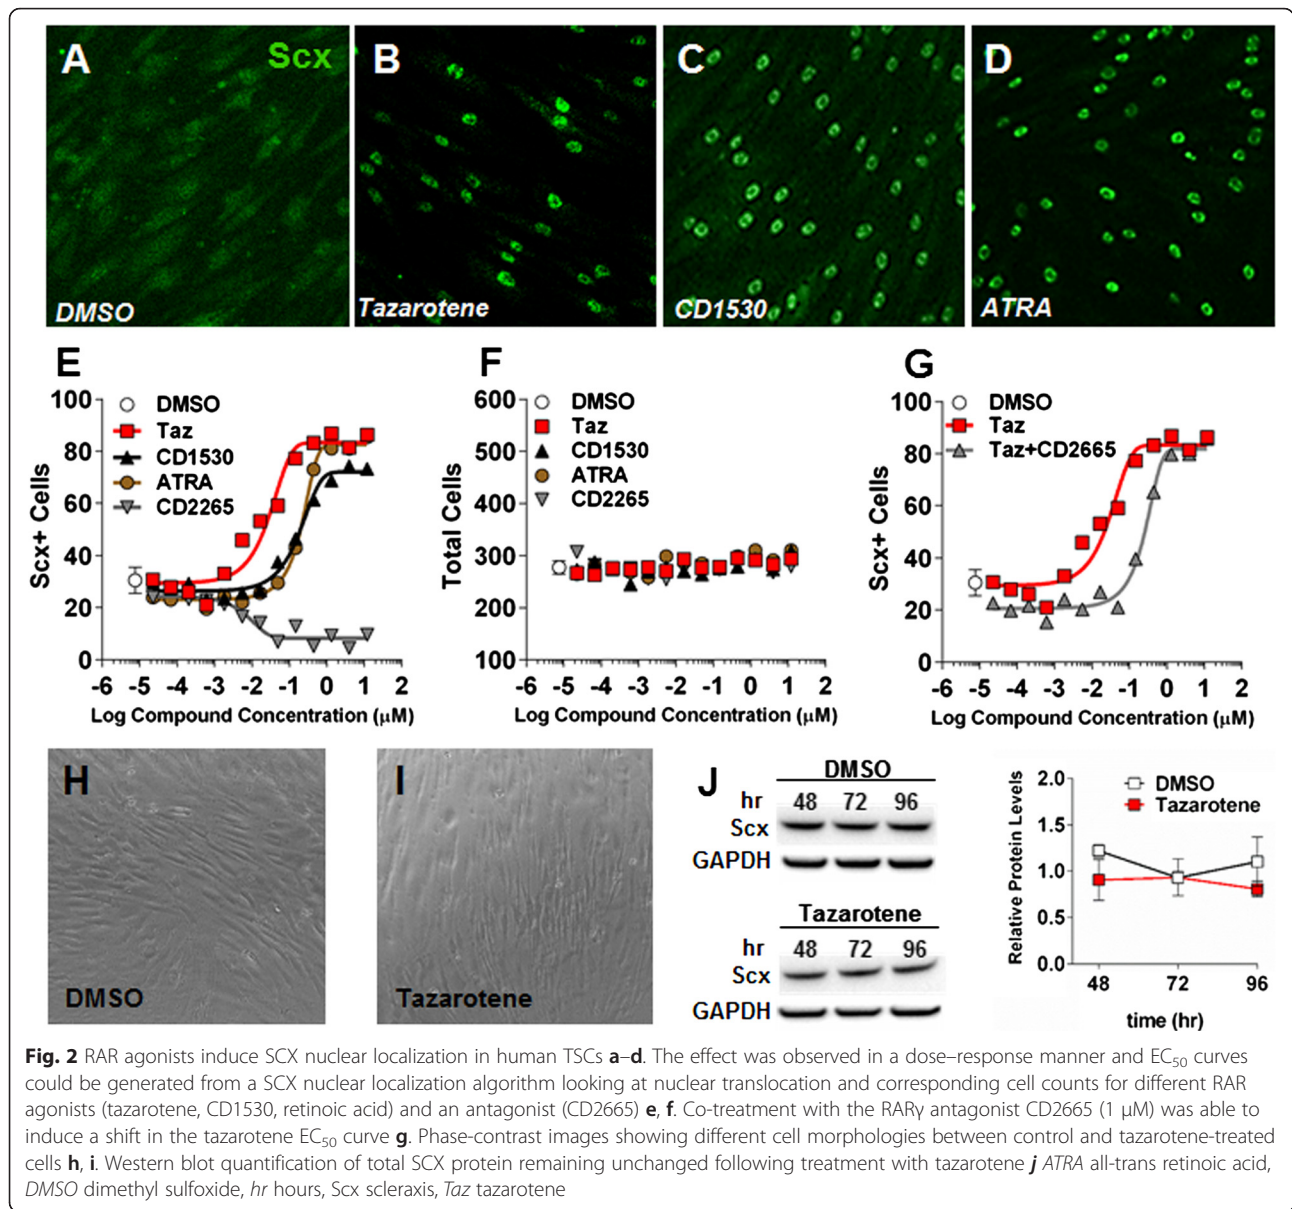 A
Scx
DMSO
B
Tazarotene
C
CD1530
D
ATRA
E
100
80
60
40
20
0
Scx+ Cells
DMSO
Taz
CD1530
ATRA
CD2265
-6 -5 -4 -3 -2 -1 0 1 2
Log Compound Concentration (µM)
F
600
500
400
300
200
100
Total Cells
DMSO
Taz
CD1530
ATRA
CD2265
-6 -5 -4 -3 -2 -1 0 1 2
Log Compound Concentration (µM)
G
100
80
60
40
20
0
Scx+ Cells
DMSO
Taz
Taz+CD2665
-6 -5 -4 -3 -2 -1 0 1 2
Log Compound Concentration (µM)
H
DMSO
I
Tazarotene
J
DMSO
hr 48 72 96
Scx
GAPDH
Tazarotene
hr 48 72 96
Scx
GAPDH
2.0
1.5
1.0
0.5
0.0
Relative Protein Levels
DMSO
Tazarotene
48 72 96
time (hr)
Fig. 2 RAR agonists induce SCX nuclear localization in human TSCs a–d. The effect was observed in a dose–response manner and EC50 curves
could be generated from a SCX nuclear localization algorithm looking at nuclear translocation and corresponding cell counts for different RAR
agonists (tazarotene, CD1530, retinoic acid) and an antagonist (CD2665) e, f. Co-treatment with the RARγ antagonist CD2665 (1 μM) was able to
induce a shift in the tazarotene EC50 curve g. Phase-contrast images showing different cell morphologies between control and tazarotene-treated
cells h, i. Western blot quantification of total SCX protein remaining unchanged following treatment with tazarotene j ATRA all-trans retinoic acid,
DMSO dimethyl sulfoxide, hr hours, Scx scleraxis, Taz tazarotene